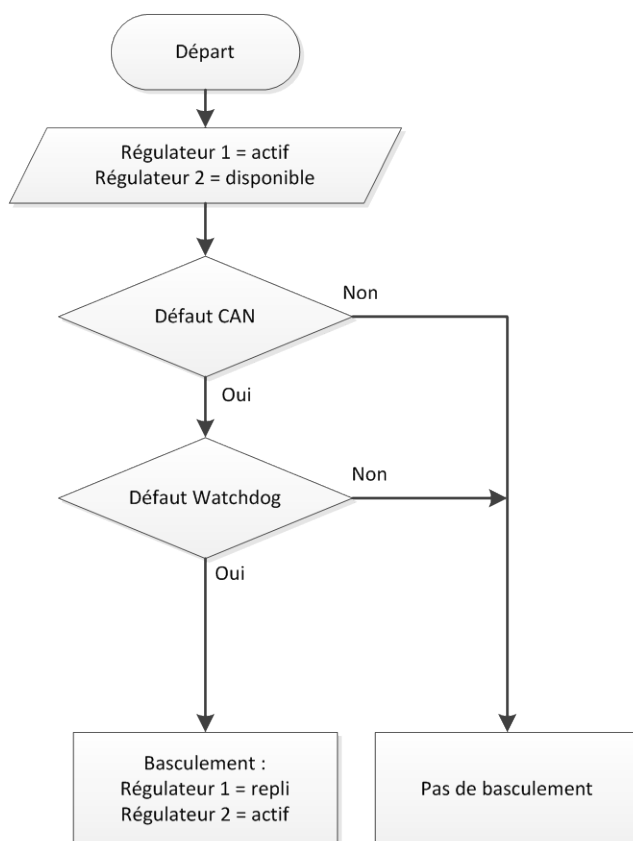 Départ
Régulateur 1 = actif
Régulateur 2 = disponible
Défaut CAN
Non
Oui
Défaut Watchdog
Non
Oui
Basculement :
Régulateur 1 = repli
Régulateur 2 = actif
Pas de basculement